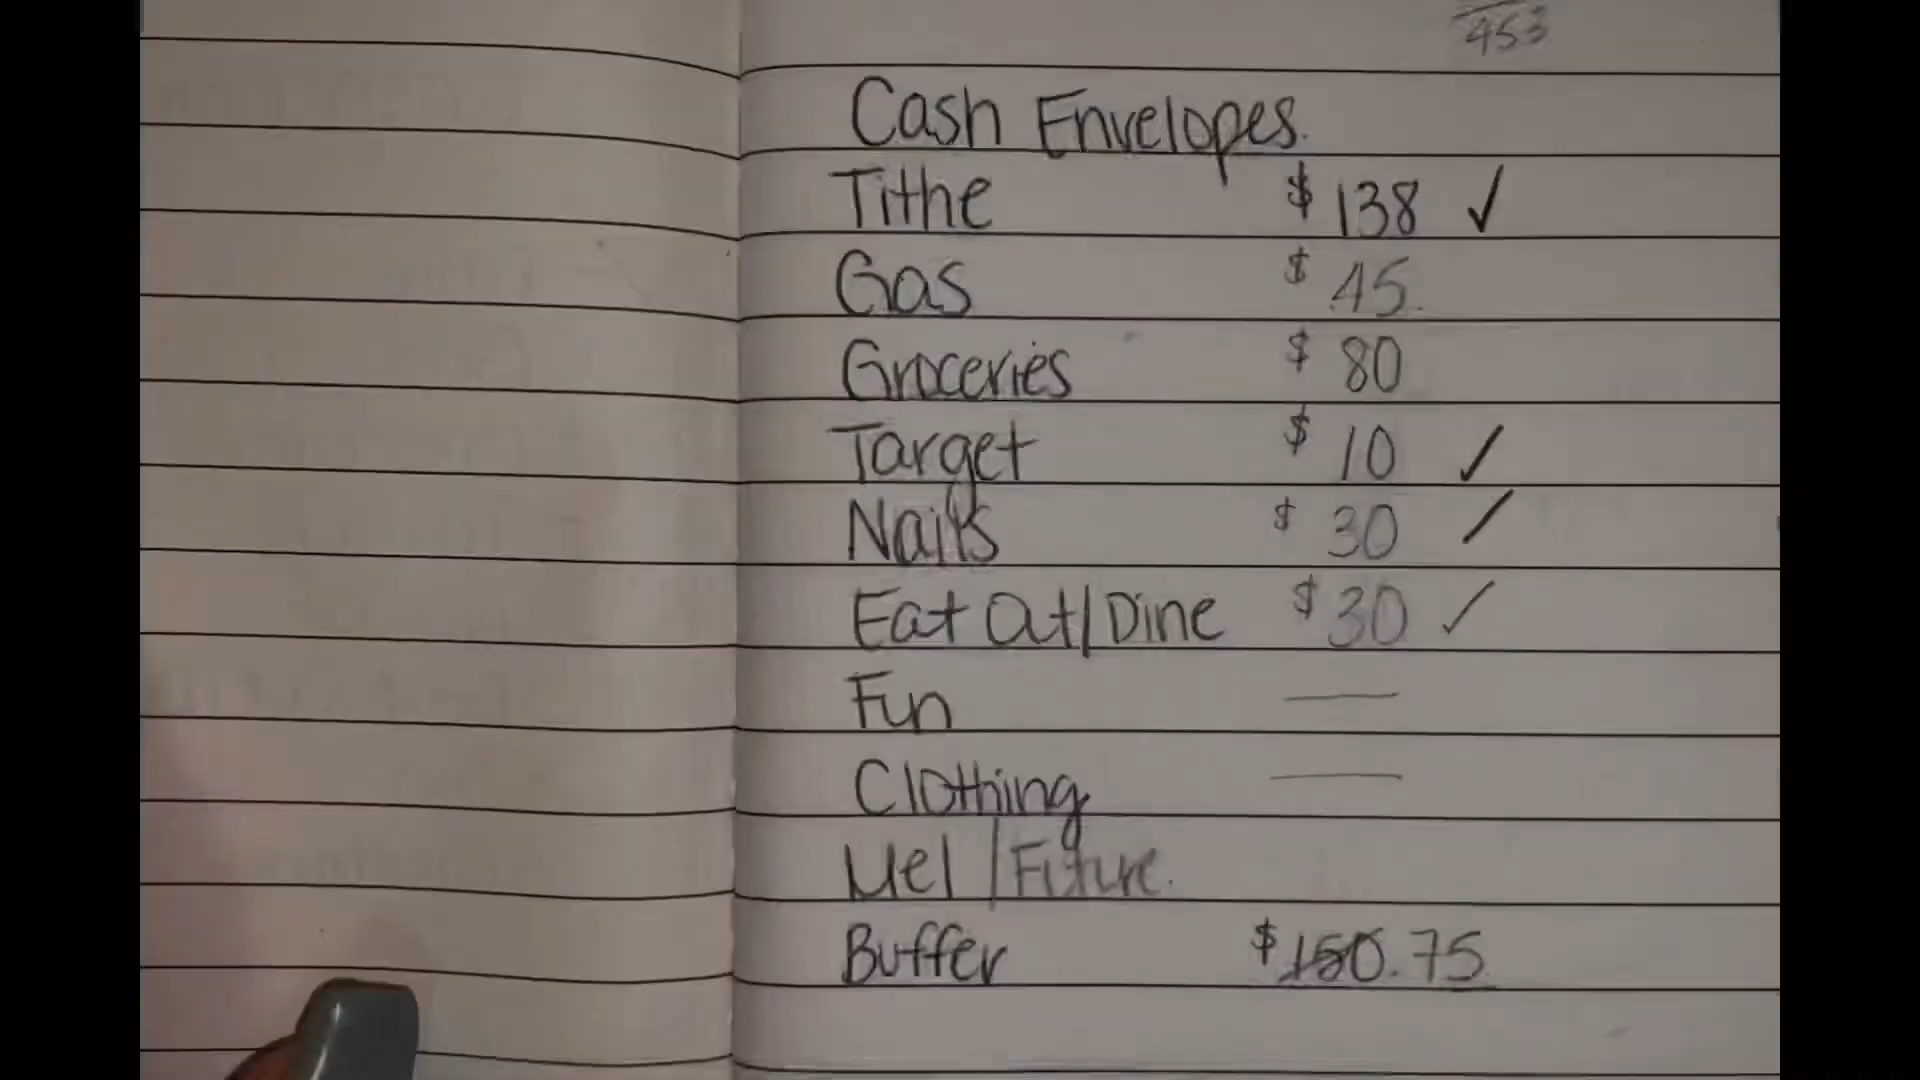 453
Cash Envelopes.
Tithe $ 138 ✓
Gas $ 45.
Groceries $ 80
Target $ 10 ✓
Nails $ 30 /
Eat Out/Dine $ 30 ✓
Fun —
Clothing —
Mel / Future.
Buffer $ 150.75